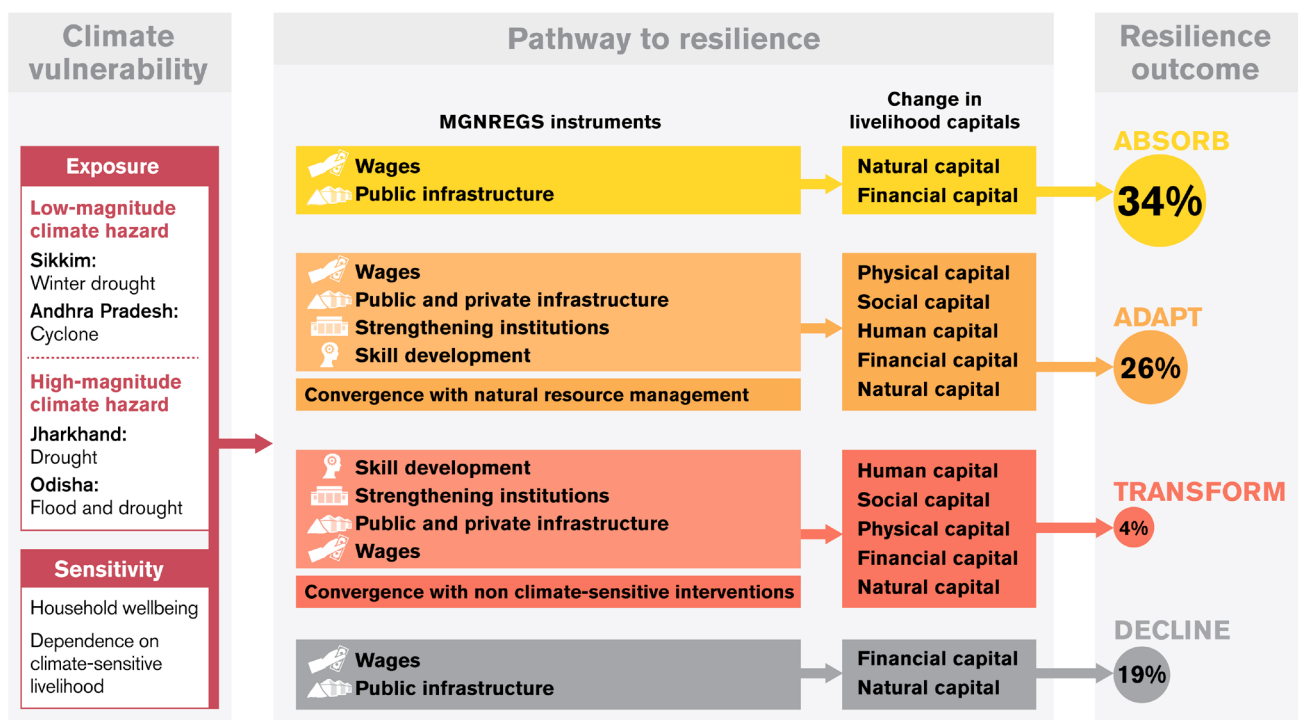 Climate
vulnerability
Pathway to resilience
Resilience
outcome
Exposure
Low-magnitude
climate hazard
Sikkim:
Winter drought
Andhra Pradesh:
Cyclone
High-magnitude
climate hazard
Jharkhand:
Drought
Odisha:
Flood and drought
Sensitivity
Household wellbeing
Dependence on
climate-sensitive
livelihood
MGNREGS instruments
Change in
livelihood capitals
Wages
Public infrastructure
Natural capital
Financial capital
ABSORB
34%
Wages
Public and private infrastructure
Strengthening institutions
Skill development
Convergence with natural resource management
Physical capital
Social capital
Human capital
Financial capital
Natural capital
ADAPT
26%
Skill development
Strengthening institutions
Public and private infrastructure
Wages
Convergence with non climate-sensitive interventions
Human capital
Social capital
Physical capital
Financial capital
Natural capital
TRANSFORM
4%
Wages
Public infrastructure
Financial capital
Natural capital
DECLINE
19%